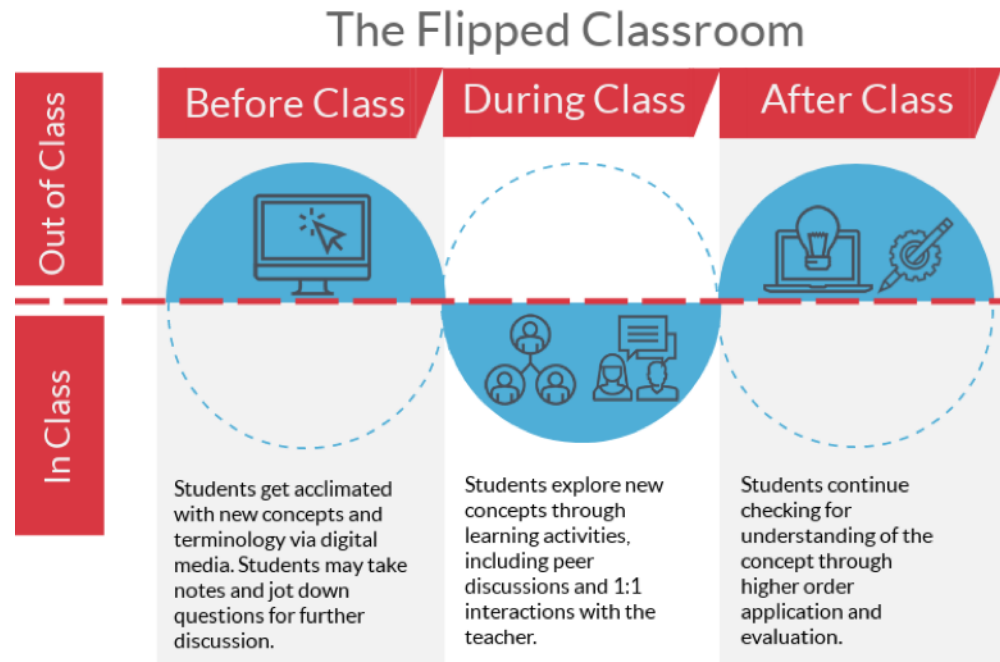 The Flipped Classroom
Before Class
During Class
After Class
Out of Class
In Class
Students get acclimated
with new concepts and
terminology via digital
media. Students may take
notes and jot down
questions for further
discussion.
Students explore new
concepts through
learning activities,
including peer
discussions and 1:1
interactions with the
teacher.
Students continue
checking for
understanding of the
concept through
higher order
application and
evaluation.